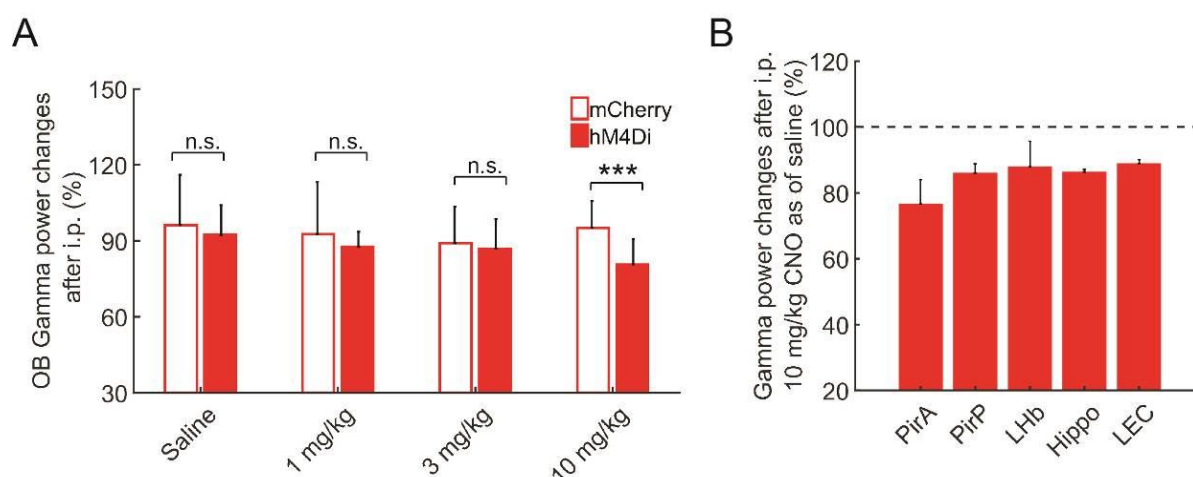 A
OB Gamma power changes
after i.p. (%)
150
120
90
60
30
n.s.
n.s.
n.s.
***
mCherry
hM4Di
Saline
1 mg/kg
3 mg/kg
10 mg/kg
B
Gamma power changes after i.p.
10 mg/kg CNO as of saline (%)
120
100
80
60
40
20
PirA
PirP
LHb
Hippo
LEC